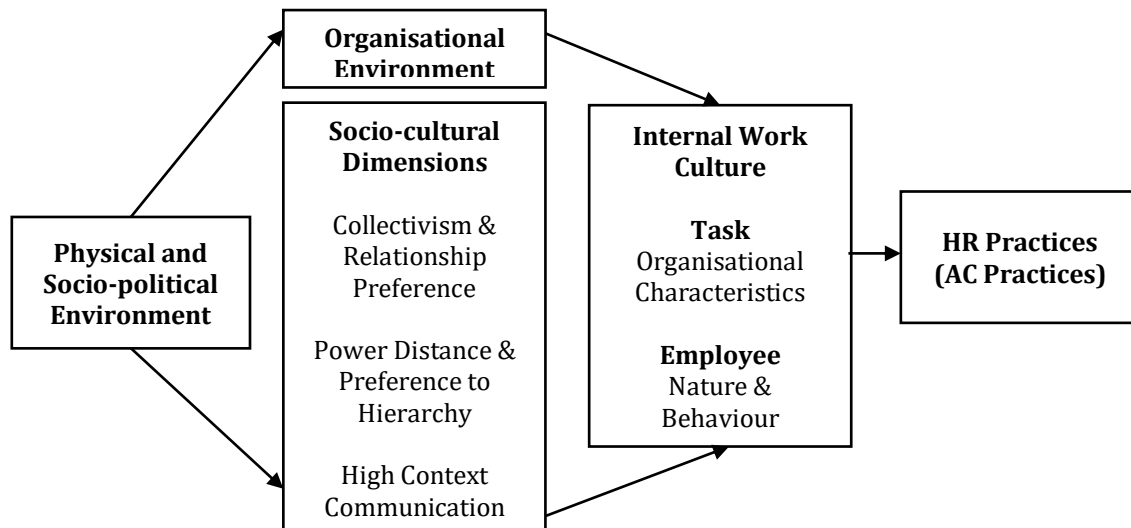 Organisational
Environment
Socio-cultural
Dimensions
Collectivism &
Relationship
Preference
Power Distance &
Preference to
Hierarchy
High Context
Communication
Physical and
Socio-political
Environment
Internal Work
Culture
Task
Organisational
Characteristics
Employee
Nature &
Behaviour
HR Practices
(AC Practices)